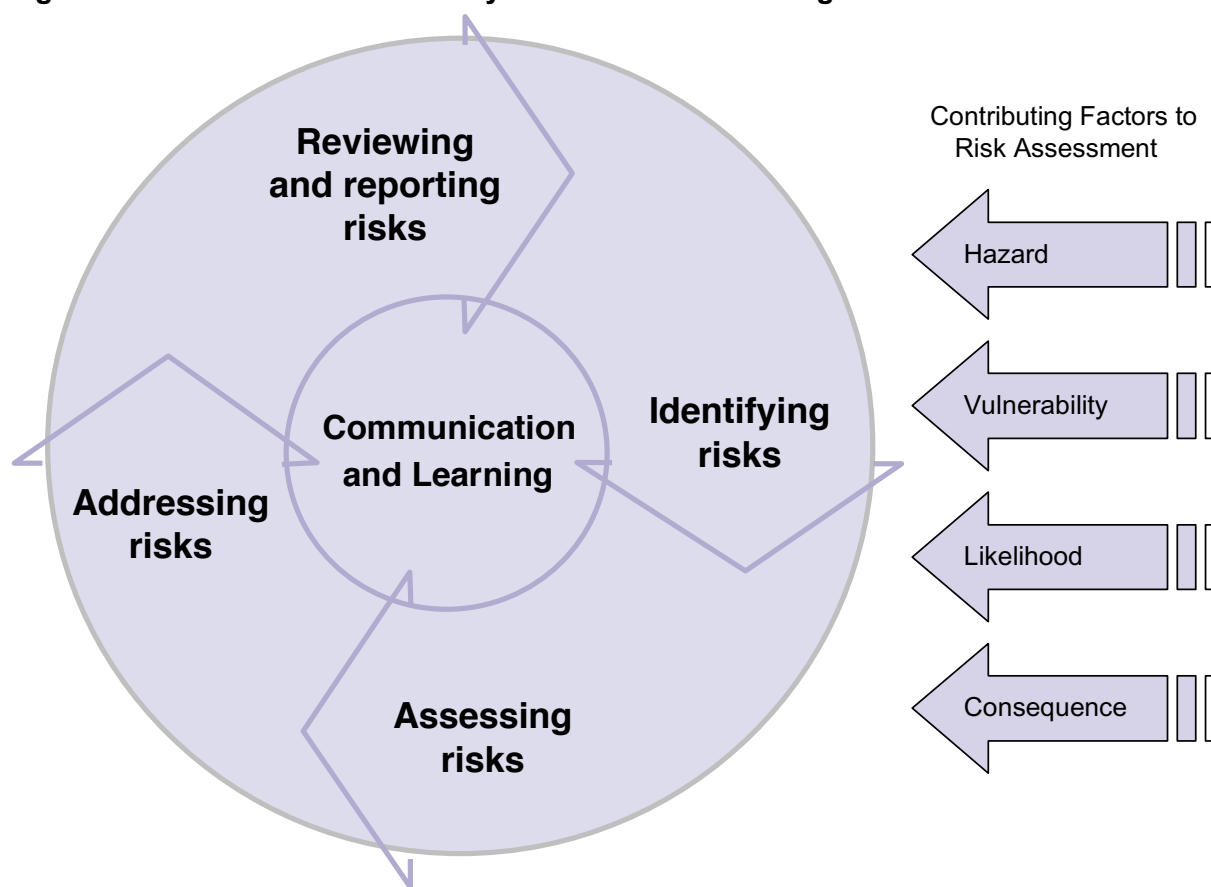 Reviewing
and reporting
risks
Identifying
risks
Communication
and Learning
Addressing
risks
Assessing
risks
Contributing Factors to
Risk Assessment
Hazard
Vulnerability
Likelihood
Consequence